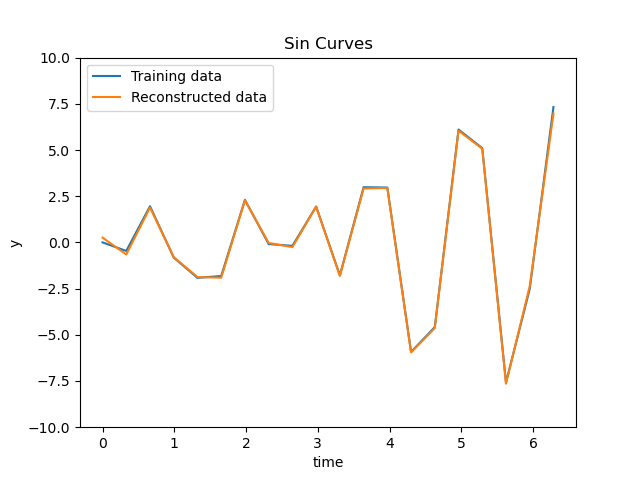 Sin Curves
Training data
Reconstructed data
10.0
7.5
5.0
2.5
0.0
−2.5
−5.0
−7.5
−10.0
y
0 1 2 3 4 5 6
time